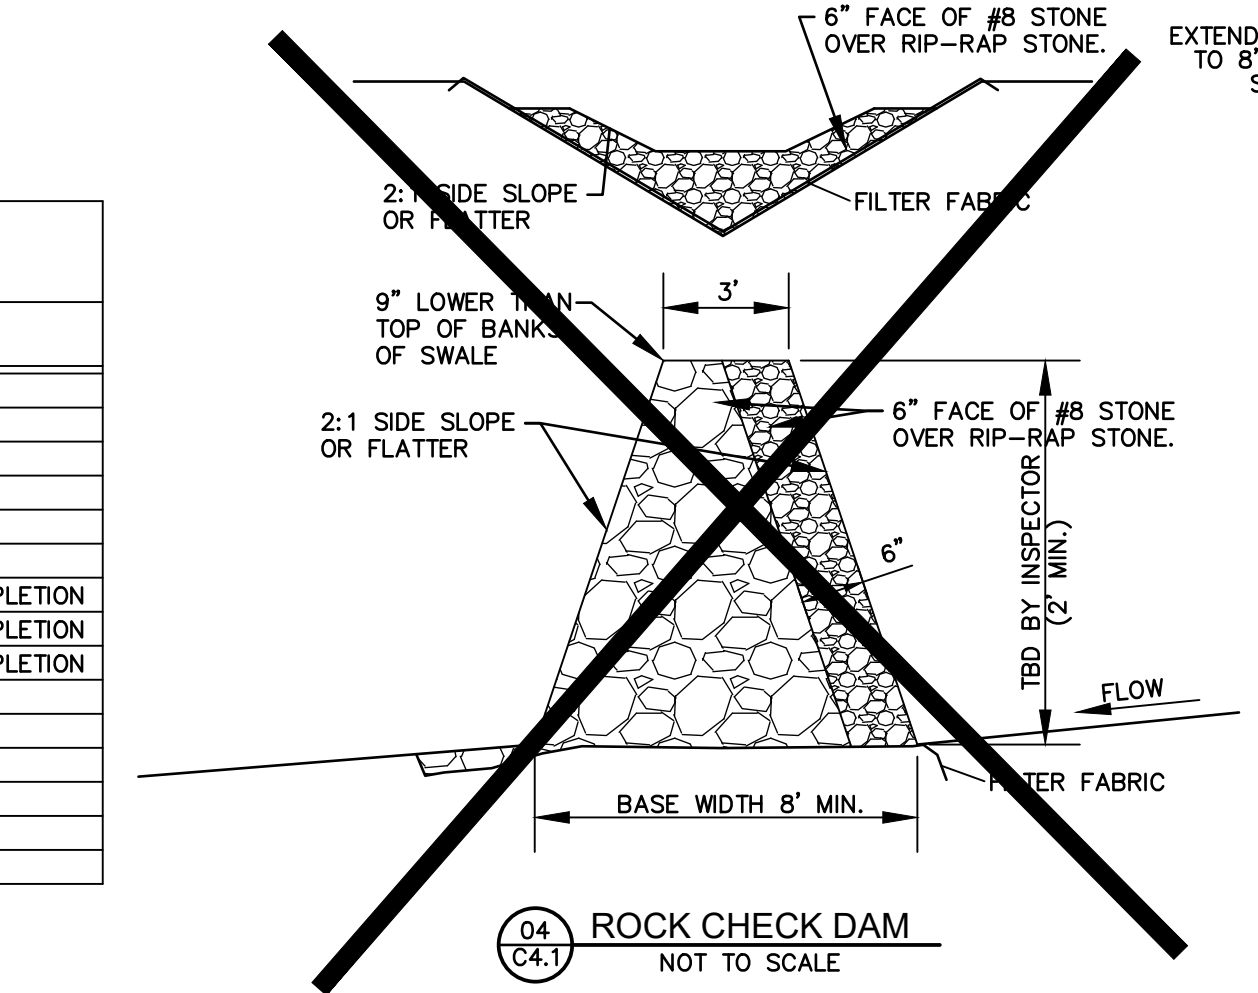 6” FACE OF #8 STONE
OVER RIP-RAP STONE.
EXTEND
TO 8'
S
2:1 SIDE SLOPE
OR FLATTER
FILTER FABRIC
9” LOWER THAN
TOP OF BANKS
OF SWALE
3'
2:1 SIDE SLOPE
OR FLATTER
6” FACE OF #8 STONE
OVER RIP-RAP STONE.
6”
TBD BY INSPECTOR
(2' MIN.)
PLETION
PLETION
PLETION
FLOW
FILTER FABRIC
BASE WIDTH 8' MIN.
04
C4.1
ROCK CHECK DAM
NOT TO SCALE